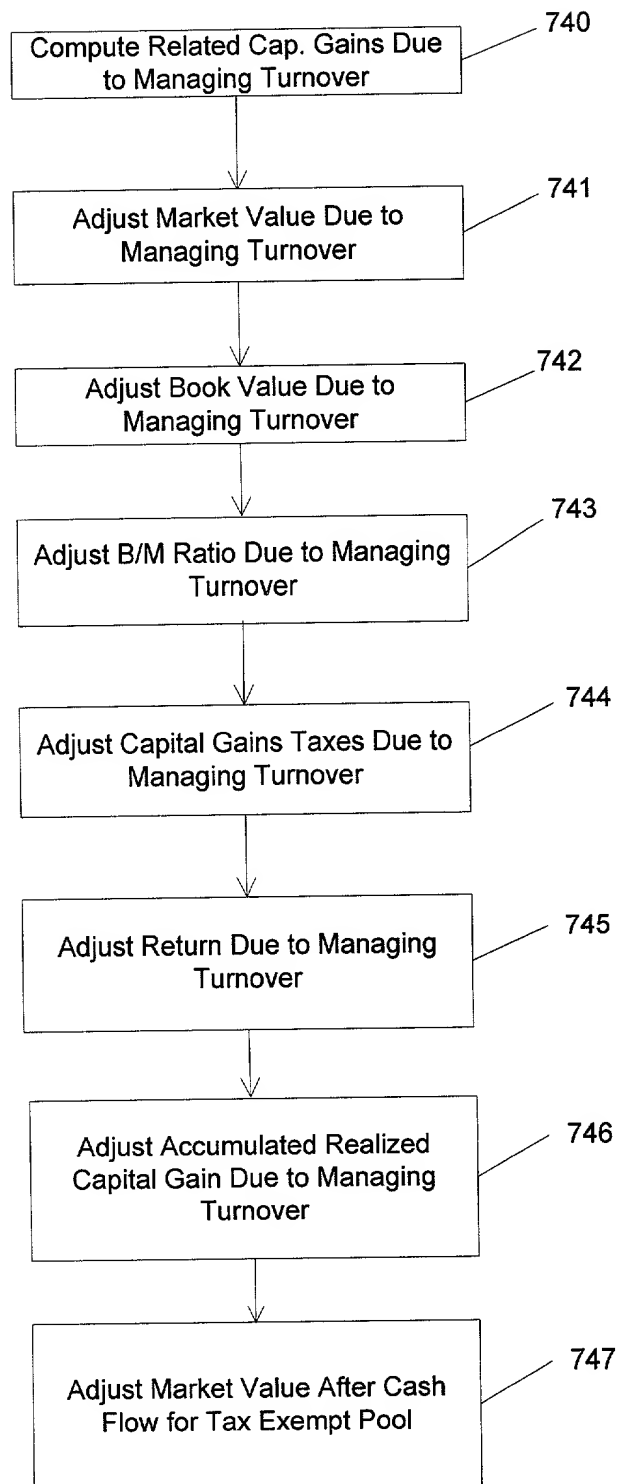 740
Compute Related Cap. Gains Due
to Managing Turnover
741
Adjust Market Value Due to
Managing Turnover
742
Adjust Book Value Due to
Managing Turnover
743
Adjust B/M Ratio Due to Managing
Turnover
744
Adjust Capital Gains Taxes Due to
Managing Turnover
745
Adjust Return Due to Managing
Turnover
746
Adjust Accumulated Realized
Capital Gain Due to Managing
Turnover
747
Adjust Market Value After Cash
Flow for Tax Exempt Pool